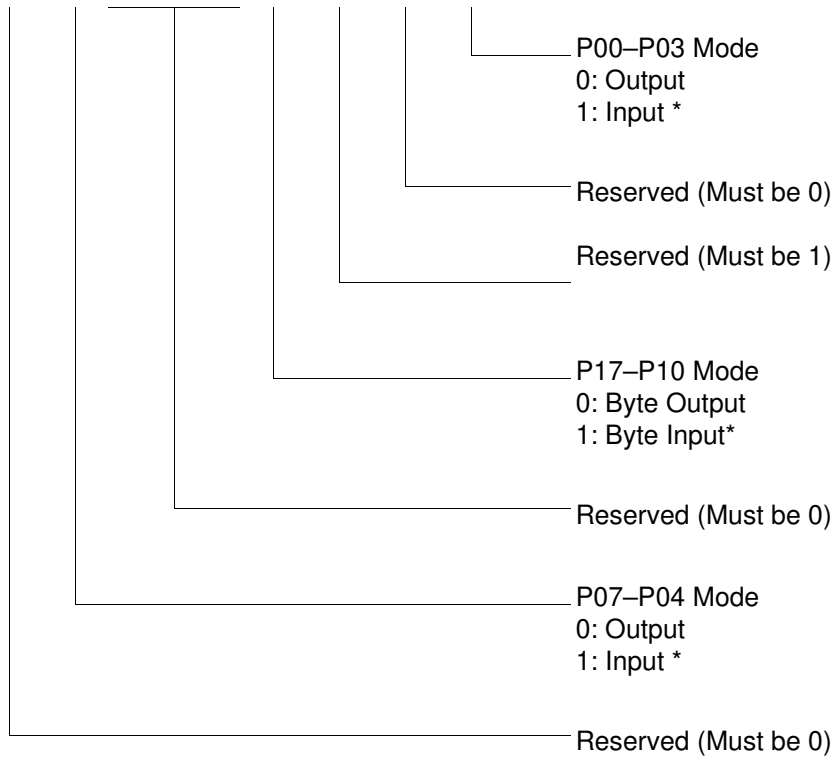 P00–P03 Mode
0: Output
1: Input *
Reserved (Must be 0)
Reserved (Must be 1)
P17–P10 Mode
0: Byte Output
1: Byte Input*
Reserved (Must be 0)
P07–P04 Mode
0: Output
1: Input *
Reserved (Must be 0)